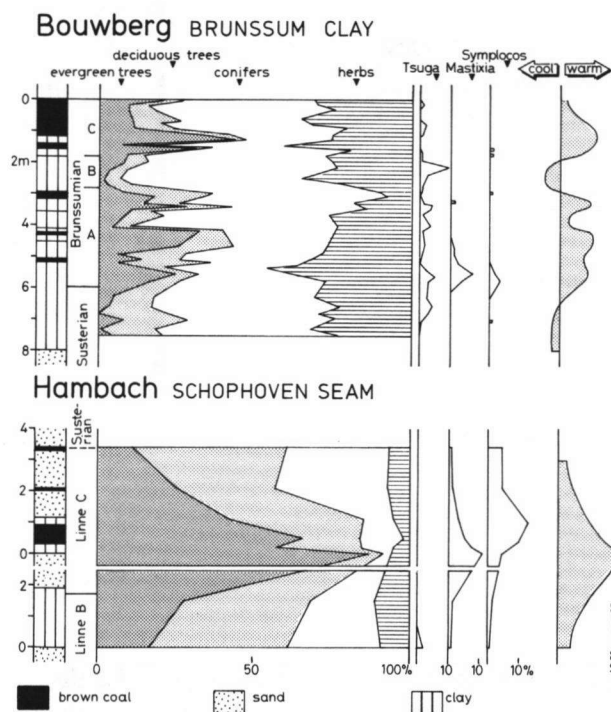 Bouwberg BRUNSSUM CLAY
deciduous trees
Symplocos
evergreen trees conifers herbs Tsuga Mastixia cool warm
0
2m
4
6
8
C
B
A
Brunssumian
Susterian
Hambach SCHOPHOVEN SEAM
4
2
0
2
0
Suste-
rian
Linne C
Linne B
0 50 100% 10 10 10%
brown coal sand clay